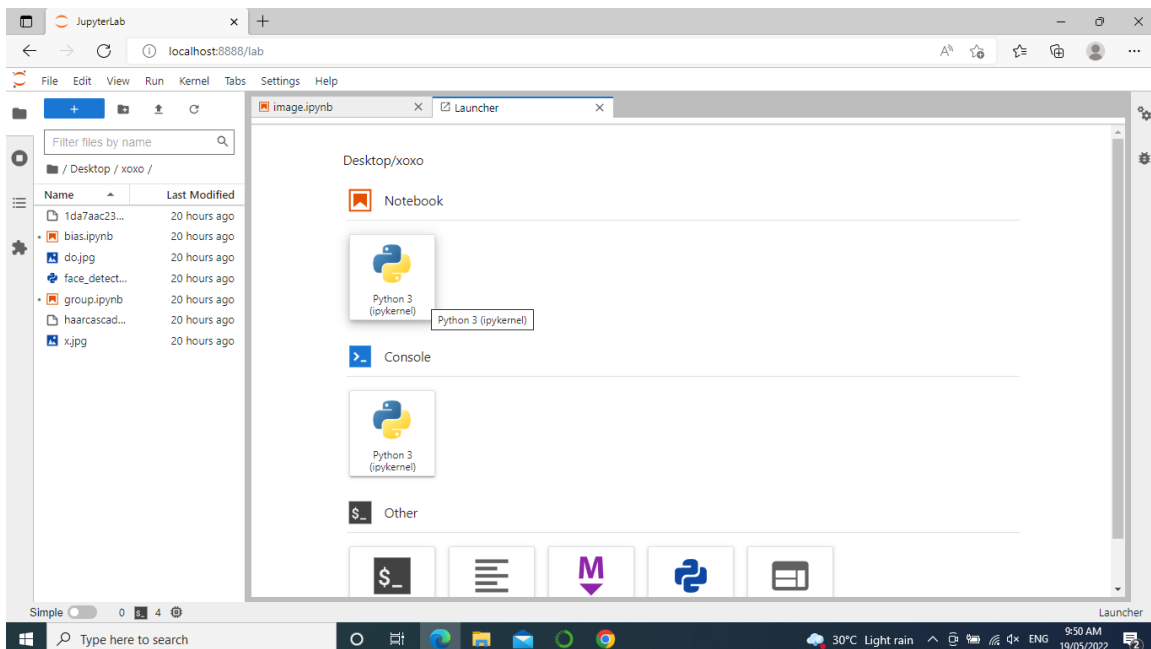 JupyterLab
localhost:8888/lab
File Edit View Run Kernel Tabs Settings Help
image.ipynb
Launcher
Filter files by name
/ Desktop / xoxo /
Name Last Modified
1da7aac23... 20 hours ago
bias.ipynb 20 hours ago
do.jpg 20 hours ago
face_detect... 20 hours ago
group.ipynb 20 hours ago
haarcascad... 20 hours ago
x.jpg 20 hours ago
Desktop/xoxo
Notebook
Python 3
(ipykernel)
Python 3 (ipykernel)
Console
Python 3
(ipykernel)
$_ Other
$_ M
Simple 0 $_ 4
Launcher
Type here to search
30°C Light rain ENG
9:50 AM
19/05/2022
2